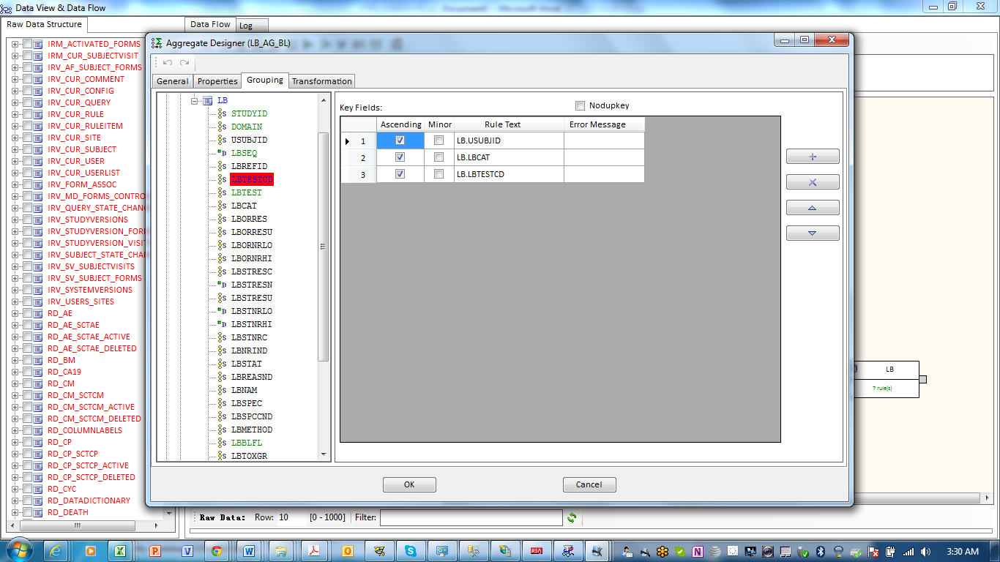 Data View & Data Flow
Raw Data Structure
Data Flow
Log
IRM_ACTIVATED_FORMS
IRM_CUR_SUBJECTVISIT
IRV_AF_SUBJECT_FORMS
IRV_CUR_COMMENT
IRV_CUR_CONFIG
IRV_CUR_QUERY
IRV_CUR_RULE
IRV_CUR_RULEITEM
IRV_CUR_SITE
IRV_CUR_SUBJECT
IRV_CUR_USER
IRV_CUR_USERLIST
IRV_FORM_ASSOC
IRV_MD_FORMS_CONTRO
IRV_QUERY_STATE_CHAN
IRV_STUDYVERSIONS
IRV_STUDYVERSION_FOR
IRV_STUDYVERSION_VISI
IRV_SUBJECT_STATE_CHA
IRV_SV_SUBJECTVISITS
IRV_SV_SUBJECT_FORMS
IRV_SYSTEMVERSIONS
IRV_USERS_SITES
RD_AE
RD_AE_SCTAE
RD_AE_SCTAE_ACTIVE
RD_AE_SCTAE_DELETED
RD_BM
RD_CA19
RD_CM
RD_CM_SCTCM
RD_CM_SCTCM_ACTIVE
RD_CM_SCTCM_DELETED
RD_COLUMNLABELS
RD_CP
RD_CP_SCTCP
RD_CP_SCTCP_ACTIVE
RD_CP_SCTCP_DELETED
RD_CYC
RD_DATADICTIONARY
RD_DEATH
Aggregate Designer (LB_AG_BL)
General Properties Grouping Transformation
LB
STUDYID
DOMAIN
USUBJID
LBSEQ
LBREFID
LBTESTCD
LBTEST
LBCAT
LBORRES
LBORRESU
LBORNRLO
LBORNRHI
LBSTRESC
LBSTRESN
LBSTRESU
LBSTNRLO
LBSTNRHI
LBSTNRC
LBNRIND
LBSTAT
LBREASND
LBNAM
LBSPEC
LBSPCCND
LBMETHOD
LBBLFL
LBTOXGR
Key Fields:
Nodupkey
Ascending Minor Rule Text Error Message
1 LB.USUBJID
2 LB.LBCAT
3 LB.LBTESTCD
OK
Cancel
LB
7 rule(s)
Raw Data: Row: 10 [0 - 1000] Filter:
3:30 AM